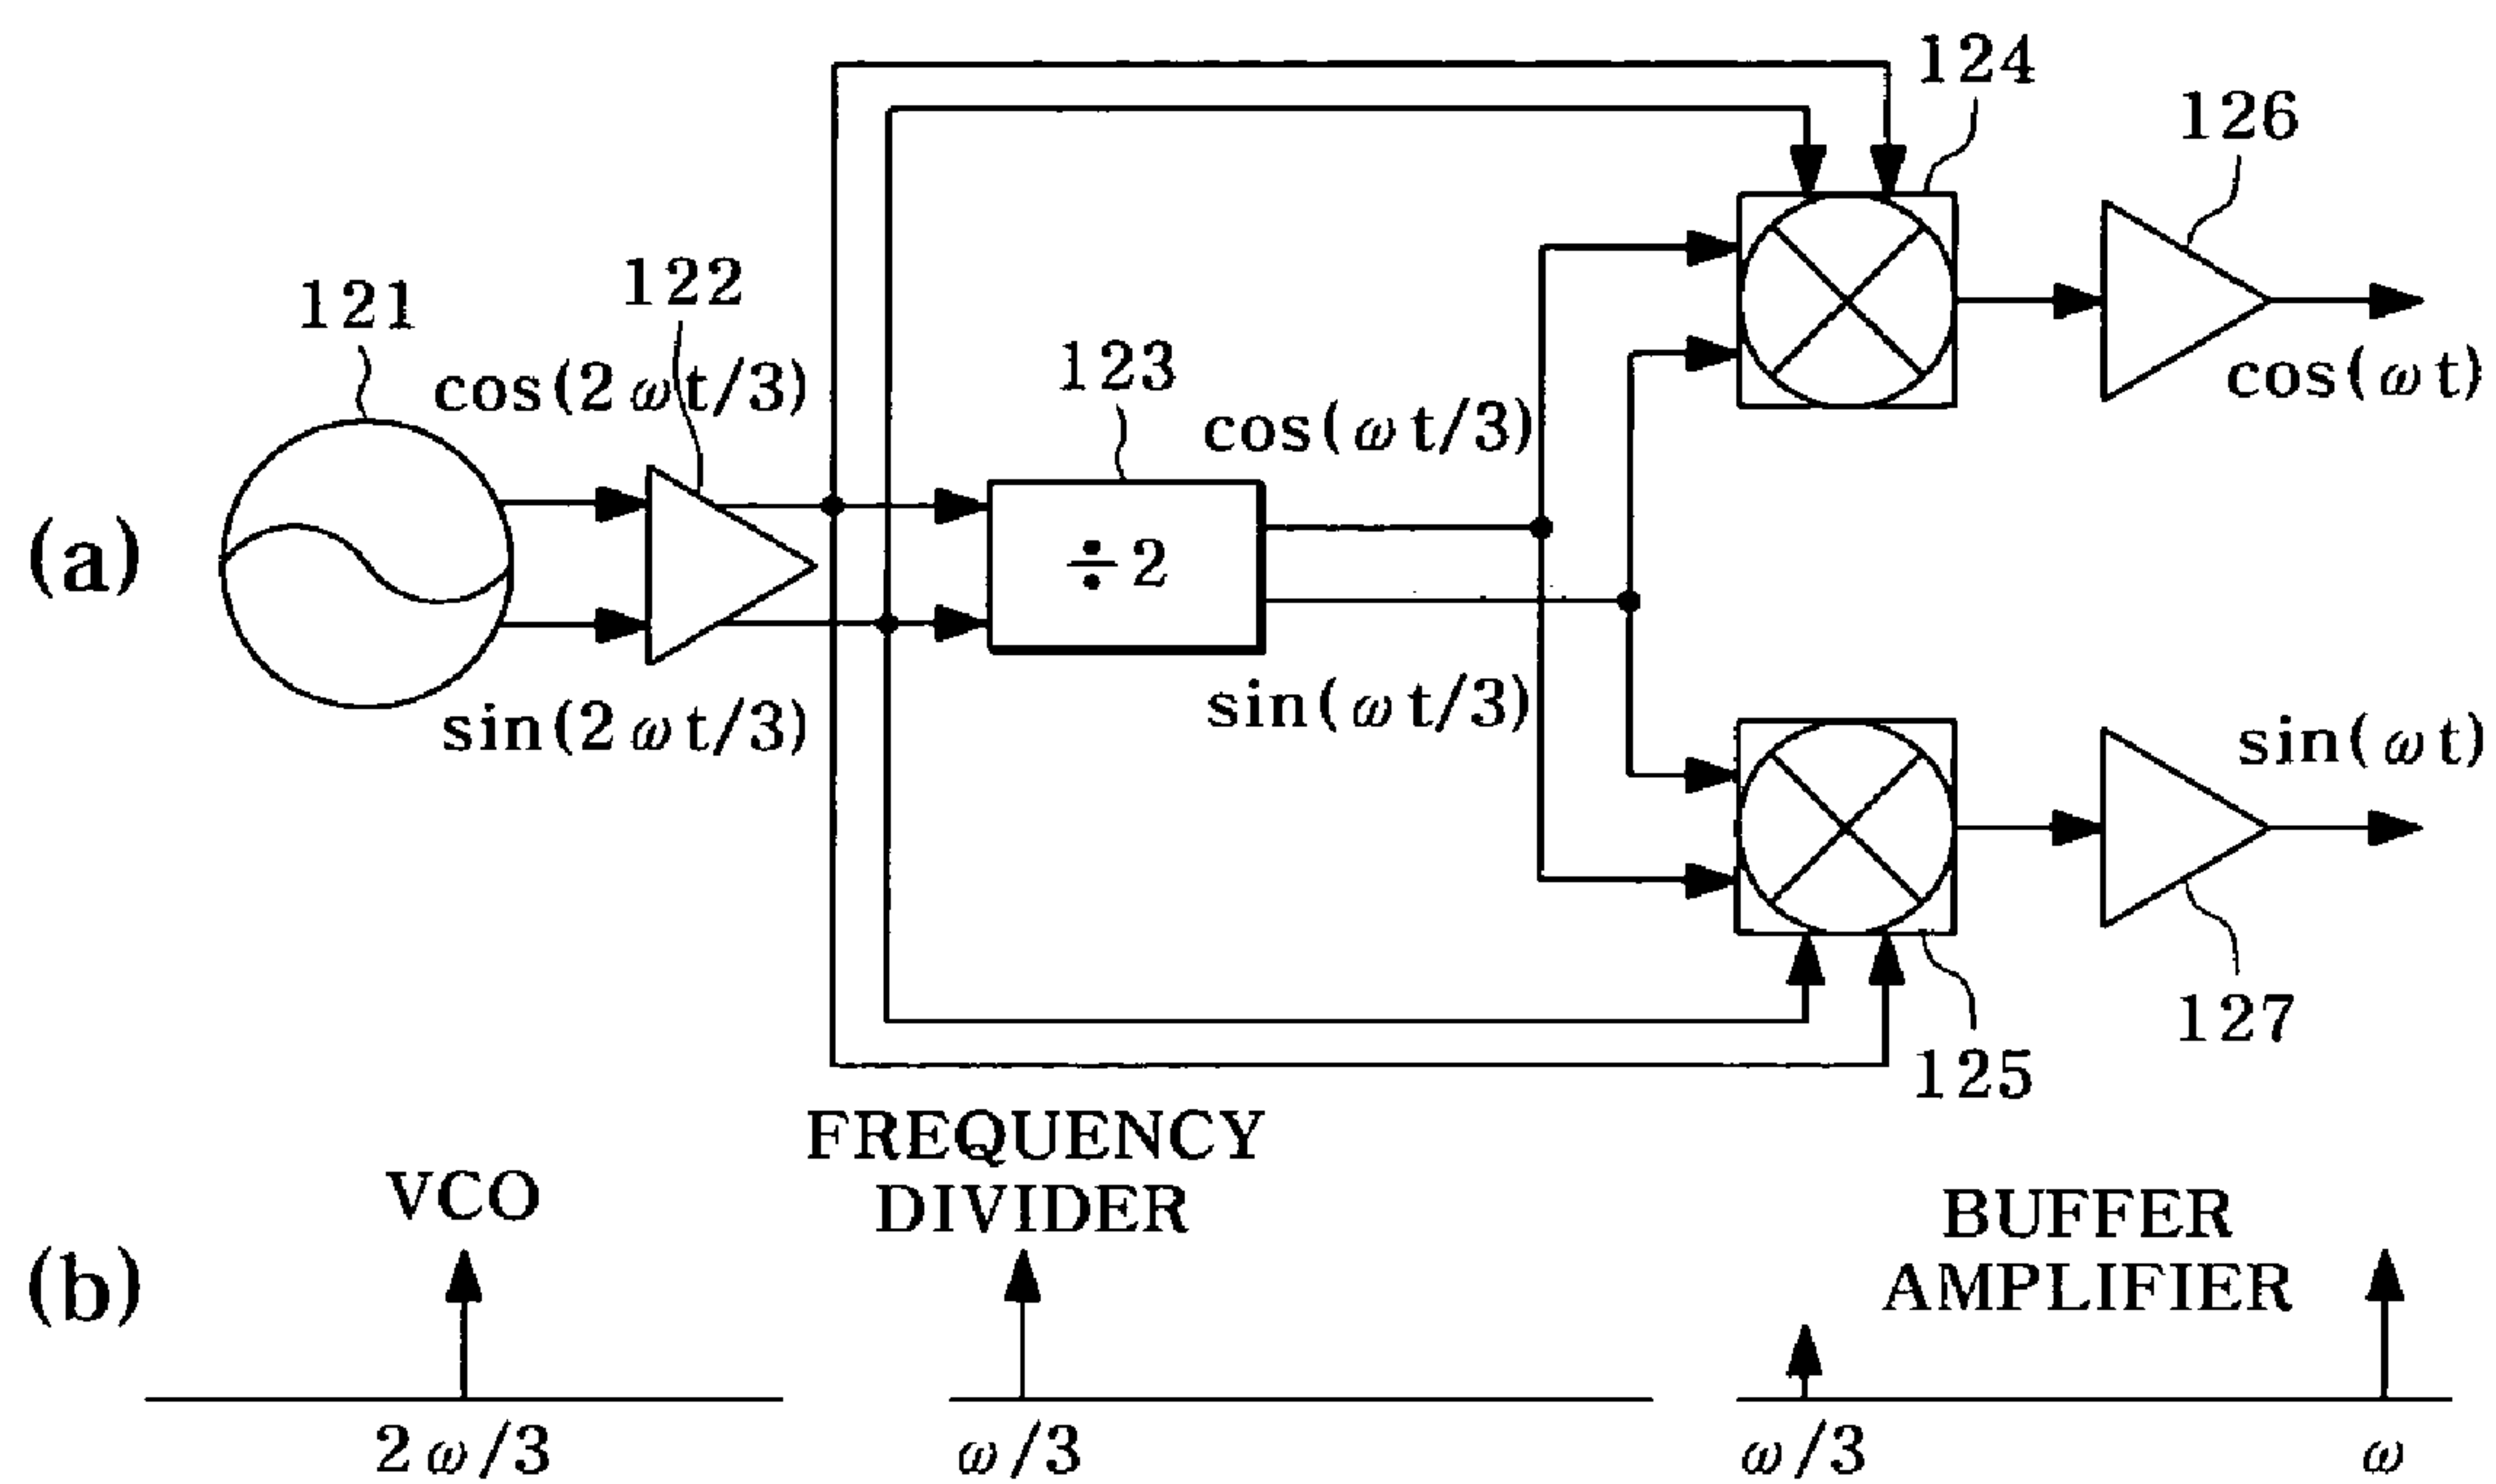 124
126
122
121
cos(2ωt/3)
123
cos(ωt/3)
cos(ωt)
(a)
÷2
sin(2ωt/3)
sin(ωt/3)
sin(ωt)
127
125
FREQUENCY
DIVIDER
VCO
BUFFER
AMPLIFIER
(b)
2ω/3
ω/3
ω/3
ω